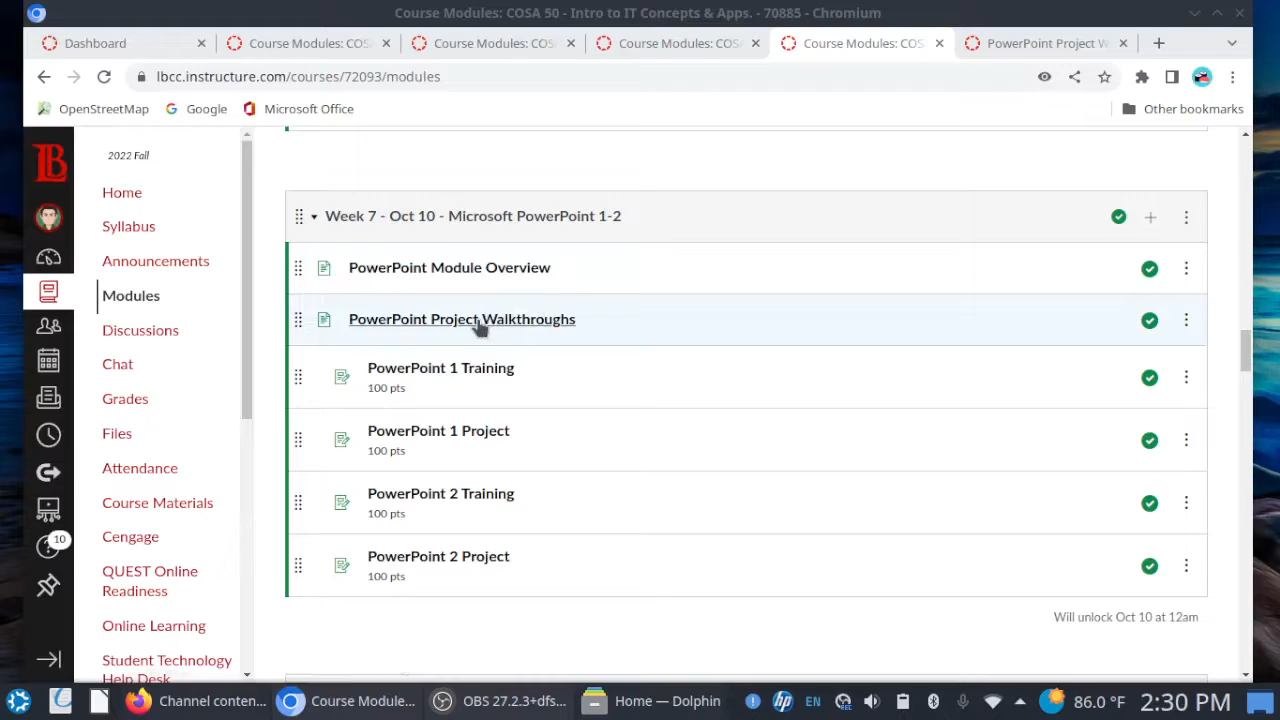 Course Modules: COSA 50 - Intro to IT Concepts & Apps. - 70885 - Chromium
Dashboard
Course Modules: COS
Course Modules: COS
Course Modules: COS
Course Modules: COS
PowerPoint Project W
lbcc.instructure.com/courses/72093/modules
OpenStreetMap
Google
Microsoft Office
Other bookmarks
2022 Fall
Home
Syllabus
Announcements
Modules
Discussions
Chat
Grades
Files
Attendance
Course Materials
Cengage
QUEST Online
Readiness
Online Learning
Student Technology
Help Desk
10
Week 7 - Oct 10 - Microsoft PowerPoint 1-2
PowerPoint Module Overview
PowerPoint Project Walkthroughs
PowerPoint 1 Training
100 pts
PowerPoint 1 Project
100 pts
PowerPoint 2 Training
100 pts
PowerPoint 2 Project
100 pts
Will unlock Oct 10 at 12am
Channel conten...
Course Module...
OBS 27.2.3+dfs...
Home — Dolphin
hp
EN
REC
86.0 °F
2:30 PM